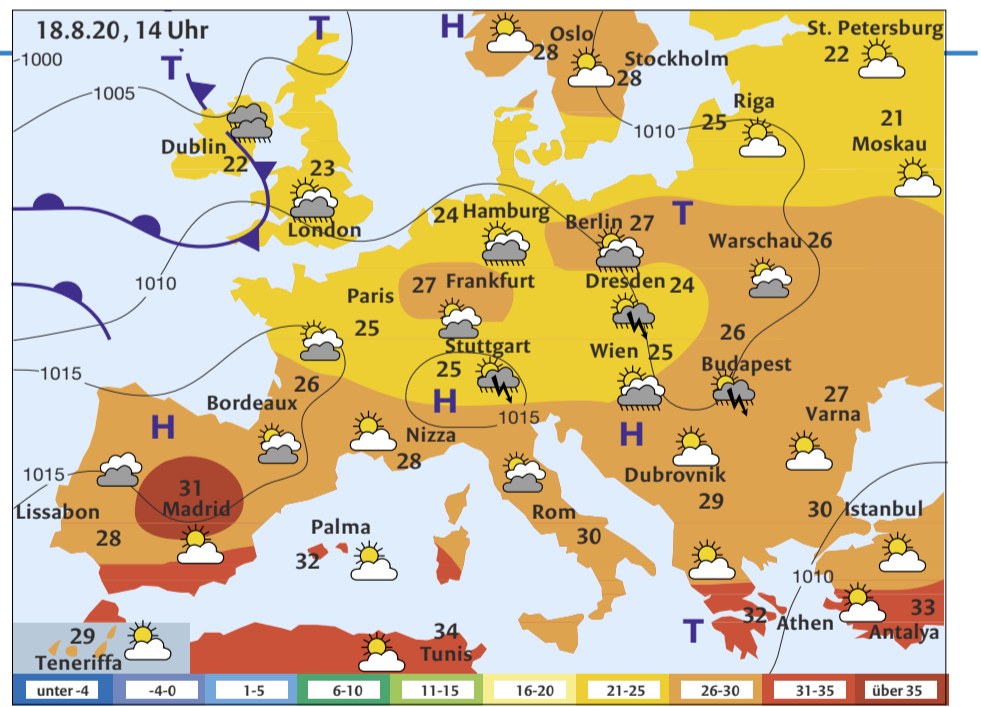 18.8.20, 14 Uhr
T
H
Oslo
28
St. Petersburg
22
1000
T
Stockholm
28
1005
Riga
25
21
Moskau
1010
Dublin
22
23
London
24 Hamburg
Berlin 27
T
Warschau 26
1010
Paris
25
27 Frankfurt
Dresden 24
26
Stuttgart
25
Wien 25
Budapest
1015
26
Bordeaux
H
1015
H
Nizza
28
H
27
Varna
Dubrovnik
29
1015
31
Madrid
Lissabon
28
Palma
32
Rom
30
30 Istanbul
1010
29
Teneriffa
34
Tunis
T
32 Athen
33
Antalya
unter -4 -4-0 1-5 6-10 11-15 16-20 21-25 26-30 31-35 über 35